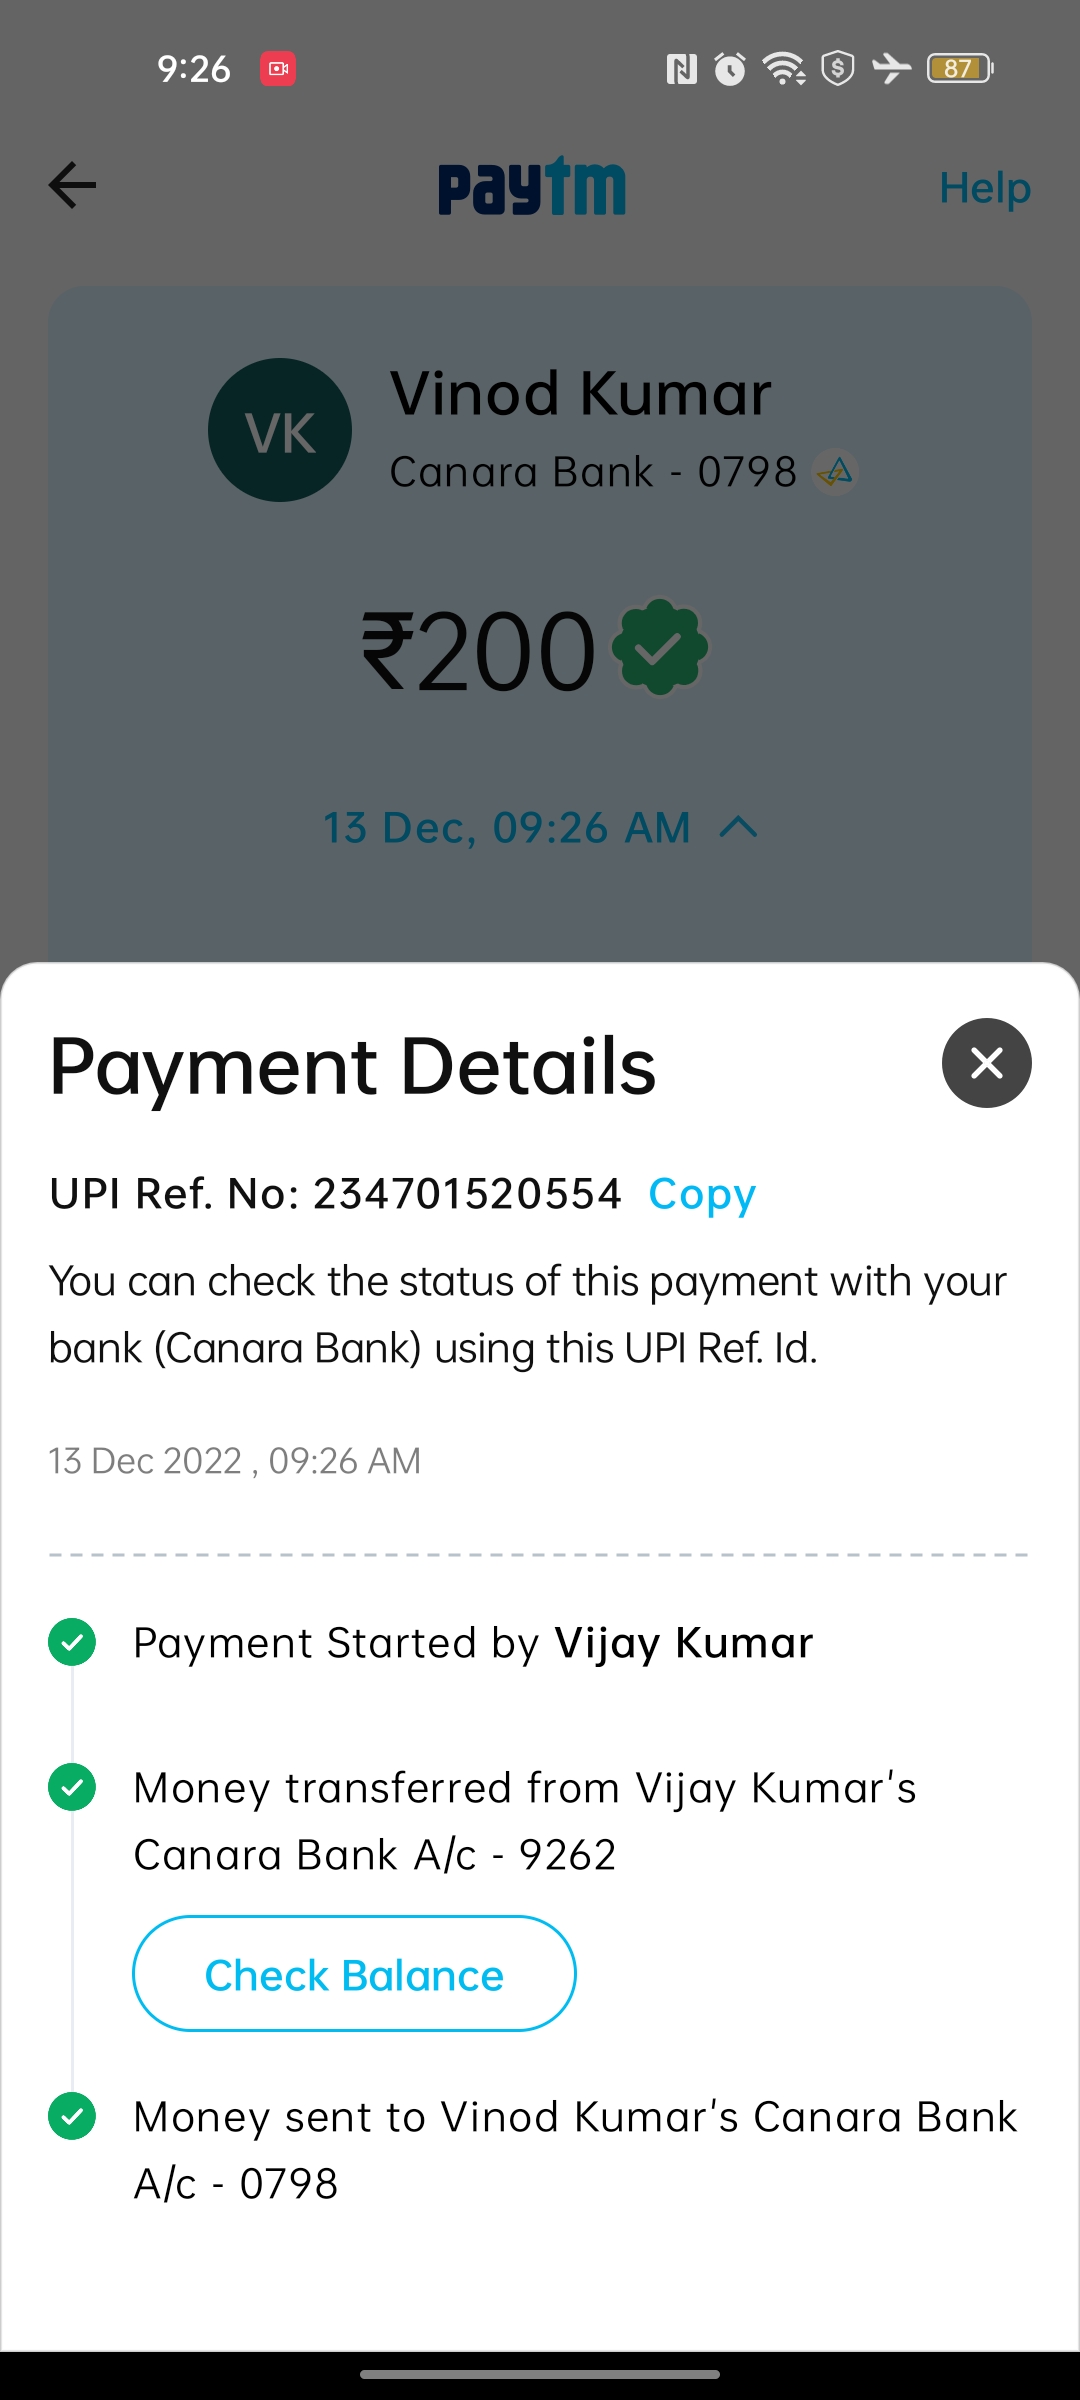 9:26
87
paytm
Help
VK
Vinod Kumar
Canara Bank - 0798
₹200
13 Dec, 09:26 AM
Payment Details
UPI Ref. No: 234701520554 Copy
You can check the status of this payment with your
bank (Canara Bank) using this UPI Ref. Id.
13 Dec 2022 , 09:26 AM
Payment Started by Vijay Kumar
Money transferred from Vijay Kumar's
Canara Bank A/c - 9262
Check Balance
Money sent to Vinod Kumar's Canara Bank
A/c - 0798